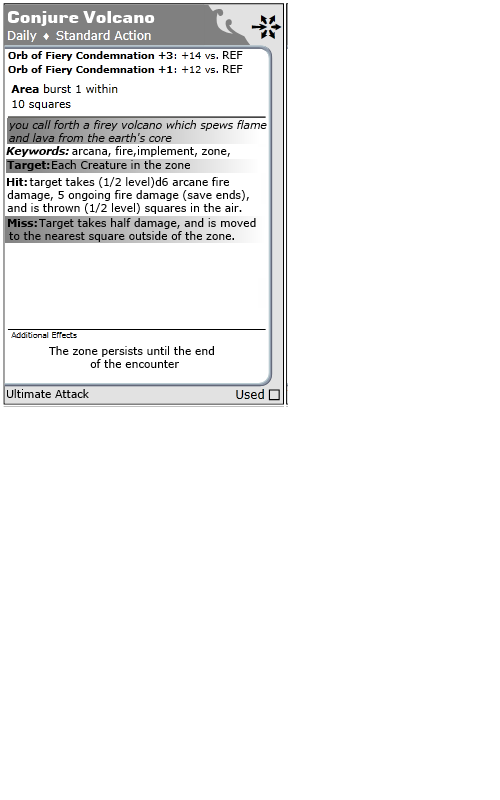 Conjure Volcano
Daily ♦ Standard Action
Orb of Fiery Condemnation +3: +14 vs. REF
Orb of Fiery Condemnation +1: +12 vs. REF
Area burst 1 within
10 squares
you call forth a firey volcano which spews flame
and lava from the earth's core
Keywords: arcana, fire,implement, zone,
Target:Each Creature in the zone
Hit: target takes (1/2 level)d6 arcane fire
damage, 5 ongoing fire damage (save ends),
and is thrown (1/2 level) squares in the air.
Miss:Target takes half damage, and is moved
to the nearest square outside of the zone.
Additional Effects
The zone persists until the end
of the encounter
Ultimate Attack Used